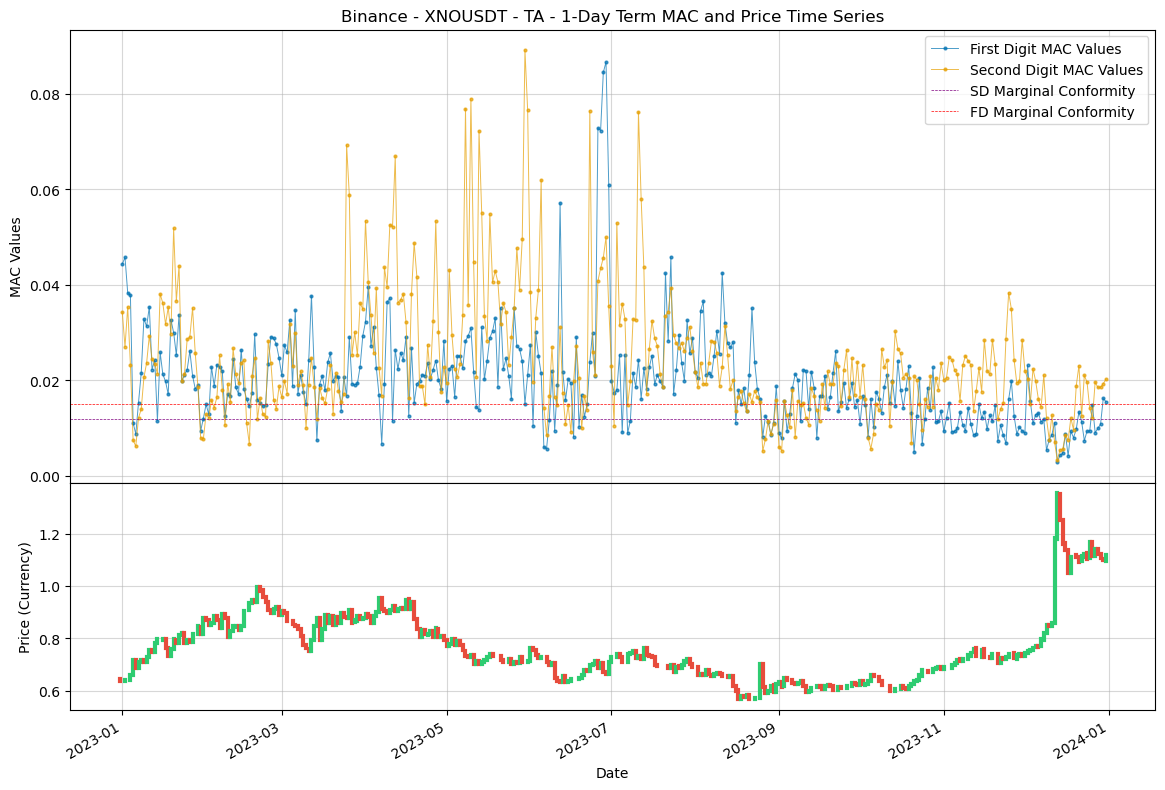 Binance - XNOUSDT - TA - 1-Day Term MAC and Price Time Series
First Digit MAC Values
Second Digit MAC Values
SD Marginal Conformity
FD Marginal Conformity
MAC Values
0.08
0.06
0.04
0.02
0.00
Price (Currency)
1.2
1.0
0.8
0.6
2023-01
2023-03
2023-05
2023-07
2023-09
2023-11
2024-01
Date